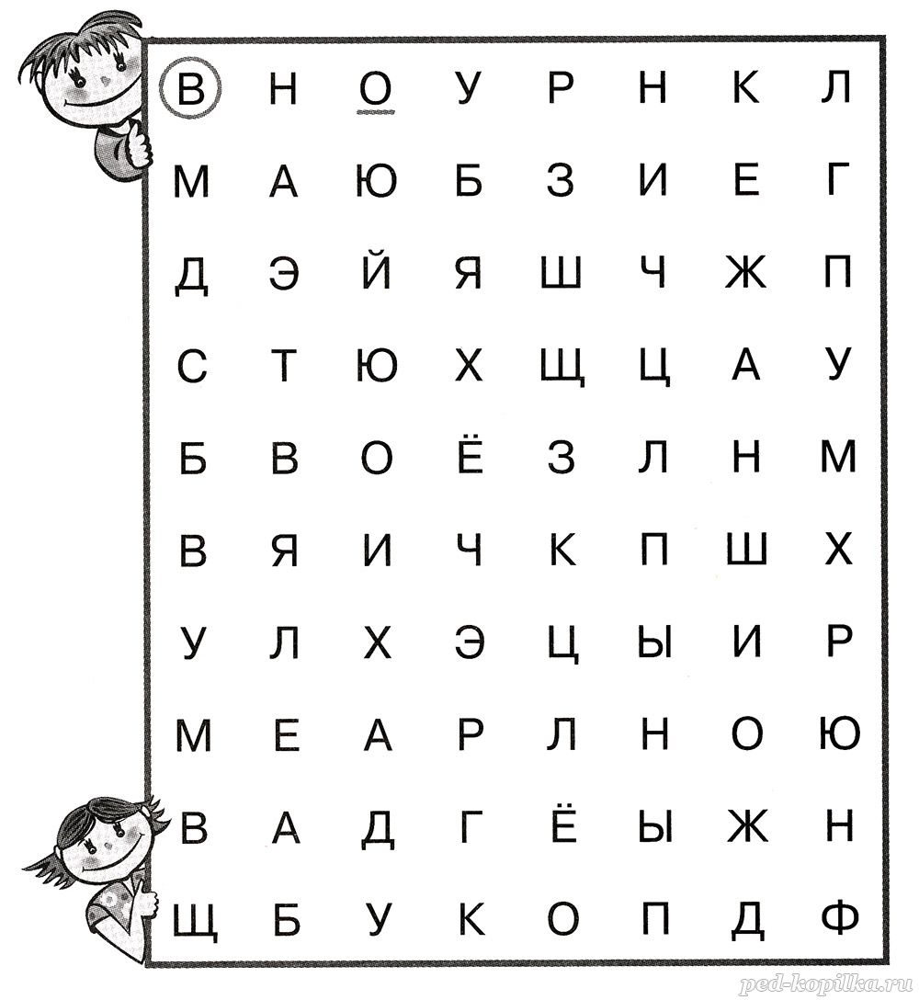 В Н О У Р Н К Л
М А Ю Б З И Е Г
Д Э Й Я Ш Ч Ж П
С Т Ю Х Щ Ц А У
Б В О Ё З Л Н М
В Я И Ч К П Ш Х
У Л Х Э Ц Ы И Р
М Е А Р Л Н О Ю
В А Д Г Ё Ы Ж Н
Щ Б У К О П Д Ф
ped-kopilka.ru